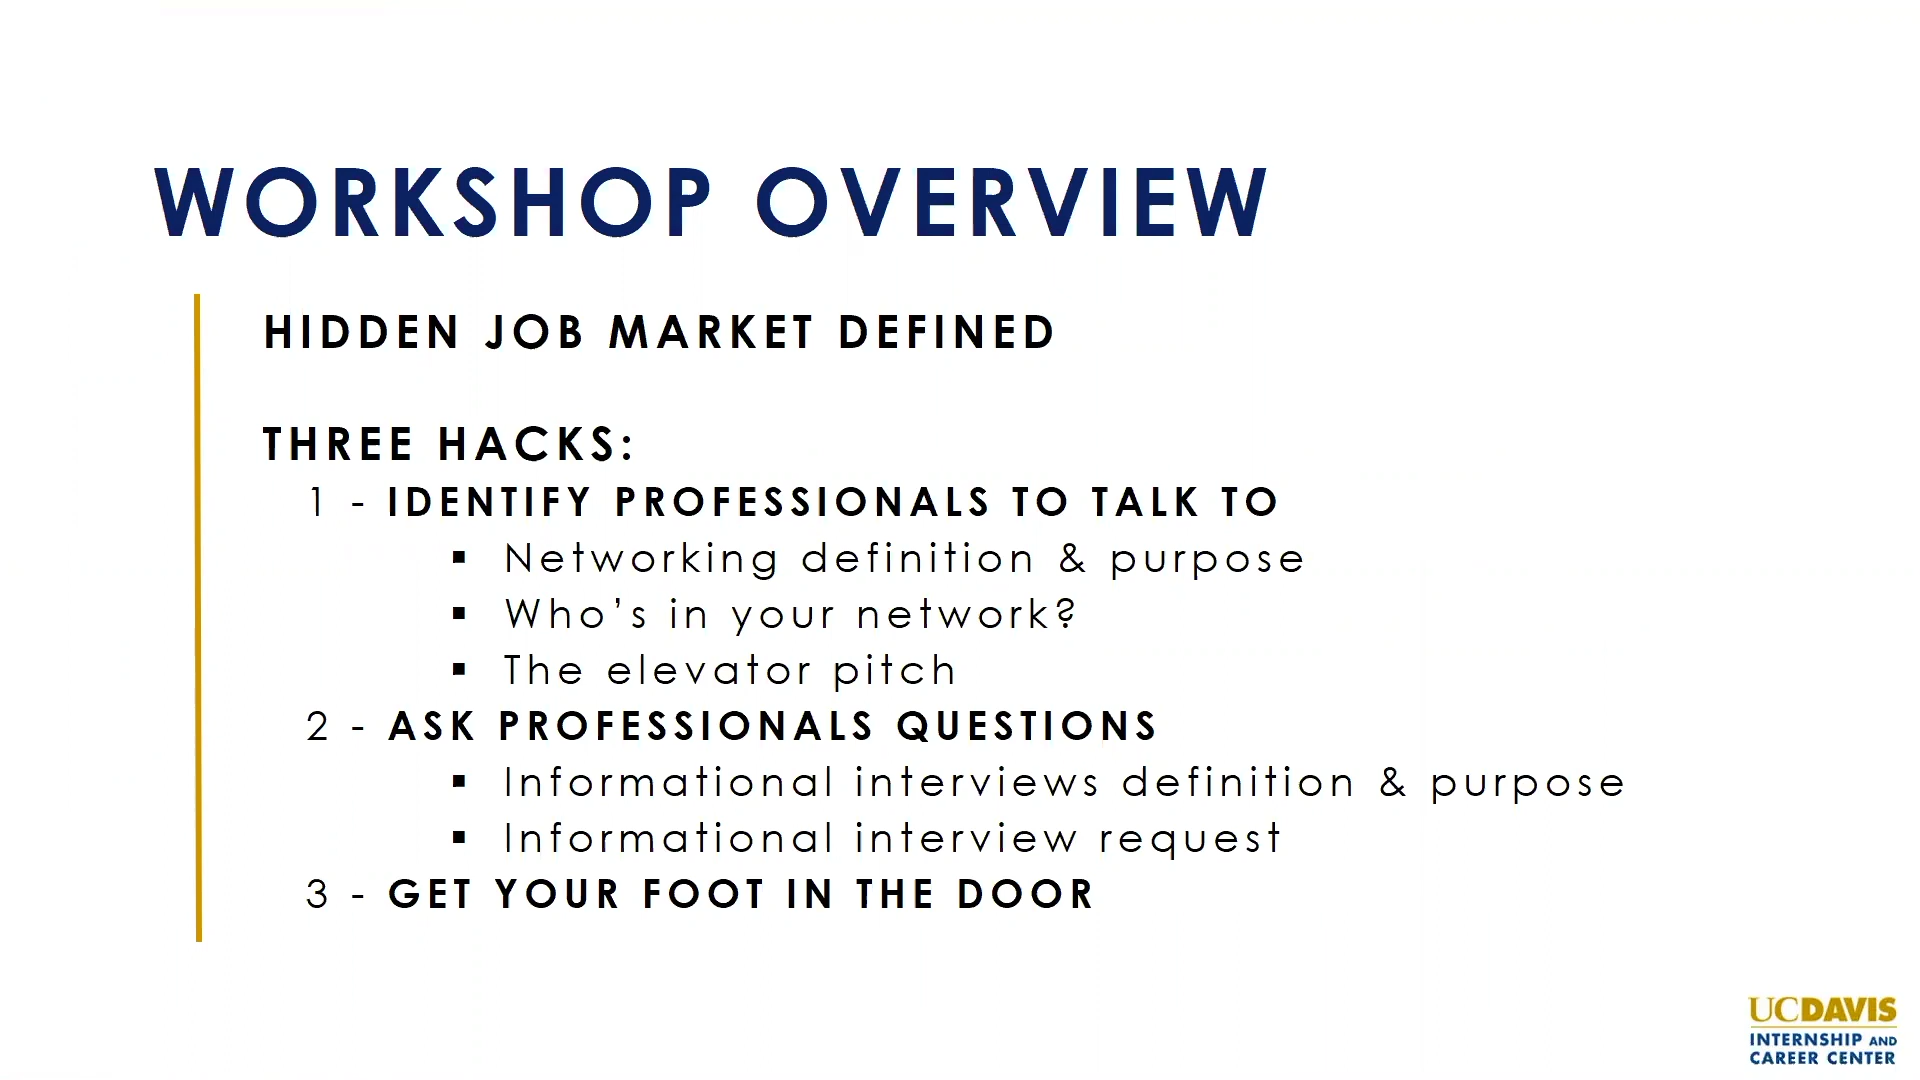 WORKSHOP OVERVIEW
HIDDEN JOB MARKET DEFINED
THREE HACKS:
1 - IDENTIFY PROFESSIONALS TO TALK TO
▪ Networking definition & purpose
▪ Who’s in your network?
▪ The elevator pitch
2 - ASK PROFESSIONALS QUESTIONS
▪ Informational interviews definition & purpose
▪ Informational interview request
3 - GET YOUR FOOT IN THE DOOR
UCDAVIS
INTERNSHIP AND
CAREER CENTER